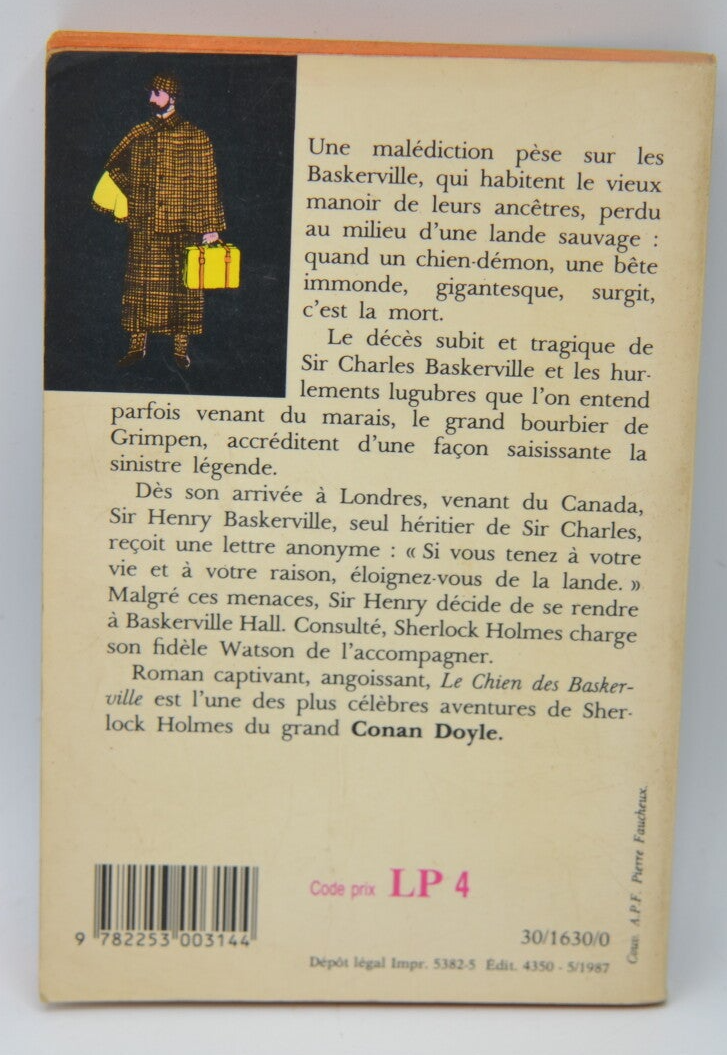 Une malédiction pèse sur les
Baskerville, qui habitent le vieux
manoir de leurs ancêtres, perdu
au milieu d'une lande sauvage :
quand un chien-démon, une bête
immonde, gigantesque, surgit,
c'est la mort.
Le décès subit et tragique de
Sir Charles Baskerville et les hur-
lements lugubres que l'on entend
parfois venant du marais, le grand bourbier de
Grimpen, accréditent d'une façon saisissante la
sinistre légende.
Dès son arrivée à Londres, venant du Canada,
Sir Henry Baskerville, seul héritier de Sir Charles,
reçoit une lettre anonyme : « Si vous tenez à votre
vie et à votre raison, éloignez-vous de la lande. »
Malgré ces menaces, Sir Henry décide de se rendre
à Baskerville Hall. Consulté, Sherlock Holmes charge
son fidèle Watson de l'accompagner.
Roman captivant, angoissant, Le Chien des Basker-
ville est l'une des plus célèbres aventures de Sher-
lock Holmes du grand Conan Doyle.
Couv. A.P.F. Pierre Faucheux.
Code prix LP 4
9 782253 003144
30/1630/0
Dépôt légal Impr. 5382-5 Édit. 4350 - 5/1987